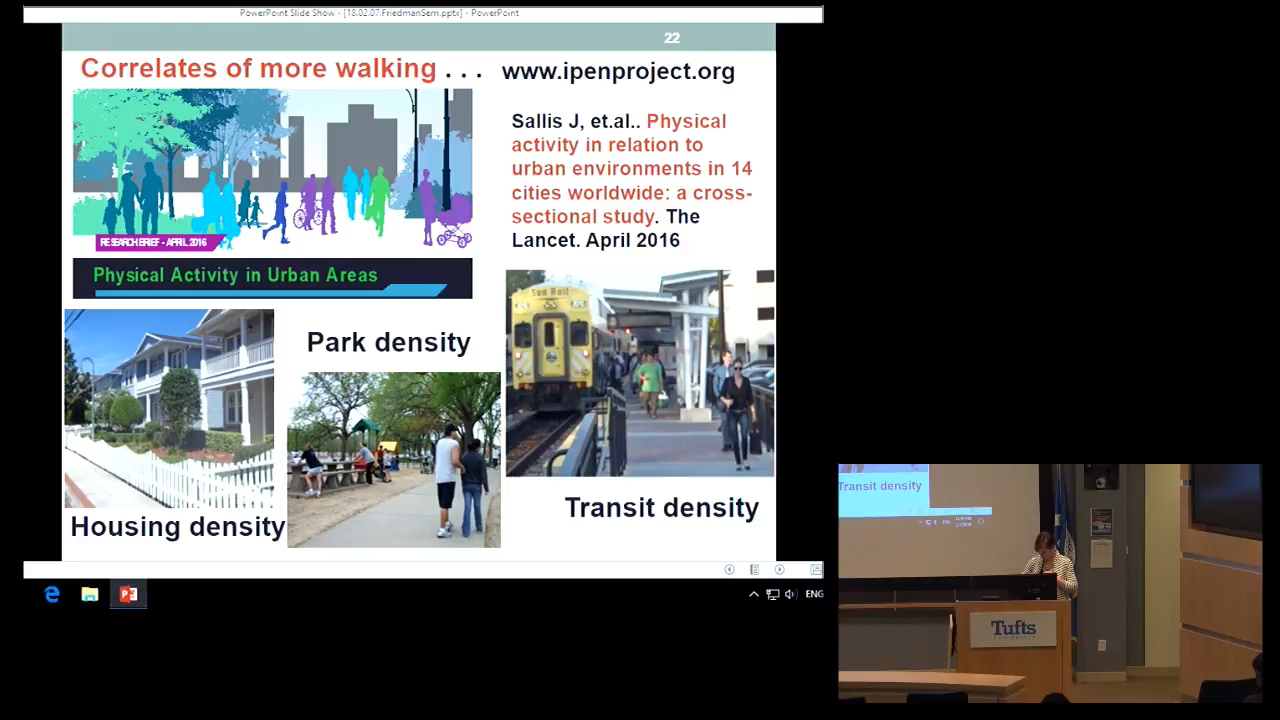 PowerPoint Slide Show - [18.02.07.FriedmanSem.pptx] - PowerPoint
22
Correlates of more walking . . .
www.ipenproject.org
Sallis J, et.al.. Physical
activity in relation to
urban environments in 14
cities worldwide: a cross-
sectional study. The
Lancet. April 2016
RESEARCH BRIEF - APRIL 2016
Physical Activity in Urban Areas
Sun Rail
Park density
Housing density
Transit density
ENG
Transit density
Tufts